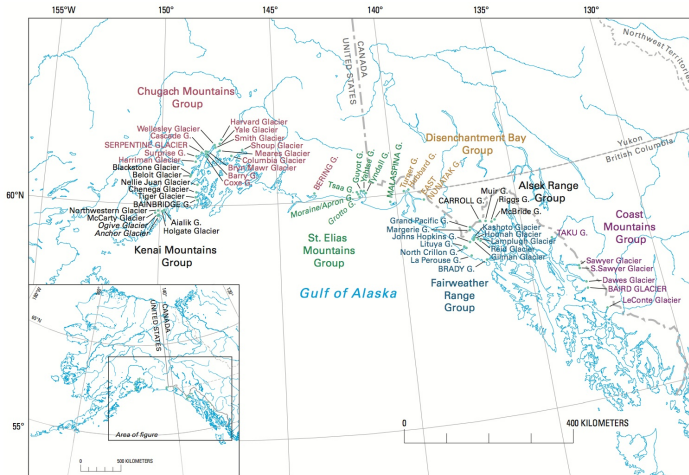 155°W
150°W
145°W
140°W
135°W
130°W
CANADA
UNITED STATES
Northwest Territories
Yukon
British Columbia
Chugach Mountains
Group
Harvard Glacier
Wellesley Glacier
Yale Glacier
Cascade G.
Smith Glacier
SERPENTINE GLACIER
Shoup Glacier
Surprise G.
Meares Glacier
Harriman Glacier
Columbia Glacier
Blackstone Glacier
Bryn Mawr Glacier
Beloit Glacier
Barry G.
Nellie Juan Glacier
Coxe G.
Chenega Glacier
Tiger Glacier
60°N
BAINBRIDGE G.
Northwestern Glacier
McCarty Glacier
Aialik G.
Ogive Glacier
Holgate Glacier
Anchor Glacier
Kenai Mountains
Group
BERING G.
Moraine/Apron G.
Grotto G.
Tsaa G.
Guyot G.
Yahtse G.
Tyndall G.
MALASPINA G.
St. Elias
Mountains
Group
Disenchantment Bay
Group
Turner G.
Hubbard G.
EAST NUNATAK G.
Alsek Range
Group
CARROLL G.
Muir G.
Riggs G.
McBride G.
Grand Pacific G.
Margerie G.
Johns Hopkins G.
Lituya G.
North Crillon G.
La Perouse G.
BRADY G.
Kashoto Glacier
Hoonah Glacier
Lamplugh Glacier
Reid Glacier
Gilman Glacier
Fairweather
Range
Group
Coast
Mountains
Group
TAKU G.
Sawyer Glacier
S.Sawyer Glacier
Dawes Glacier
BAIRD GLACIER
LeConte Glacier
Gulf of Alaska
55°N
0
400 KILOMETERS
CANADA
UNITED STATES
Area of figure
0
500 KILOMETERS